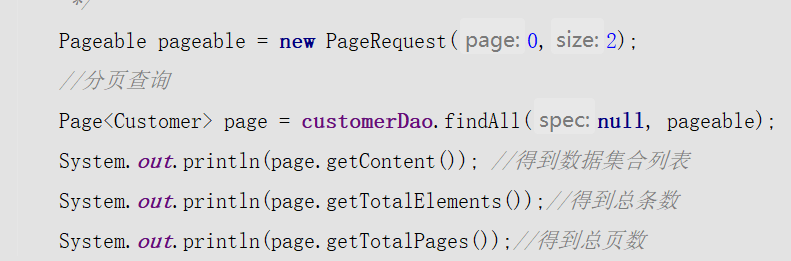 */
Pageable pageable = new PageRequest( page: 0, size: 2);
//分页查询
Page<Customer> page = customerDao.findAll( spec: null, pageable);
System.out.println(page.getContent()); //得到数据集合列表
System.out.println(page.getTotalElements());//得到总条数
System.out.println(page.getTotalPages());//得到总页数